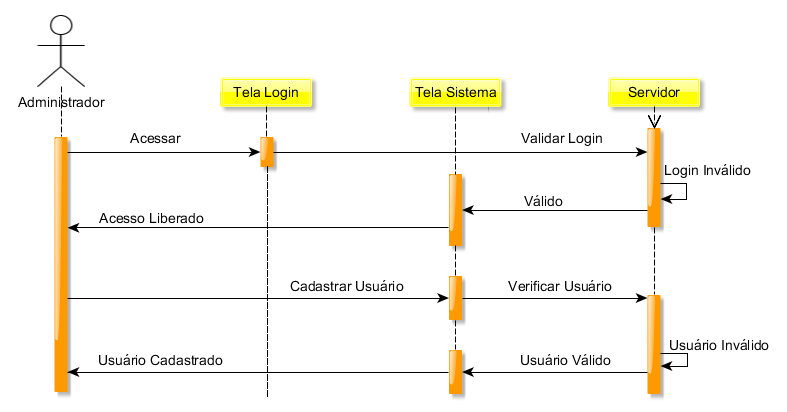 Administrador
Tela Login
Tela Sistema
Servidor
Acessar
Validar Login
Login Inválido
Válido
Acesso Liberado
Cadastrar Usuário
Verificar Usuário
Usuário Inválido
Usuário Cadastrado
Usuário Válido